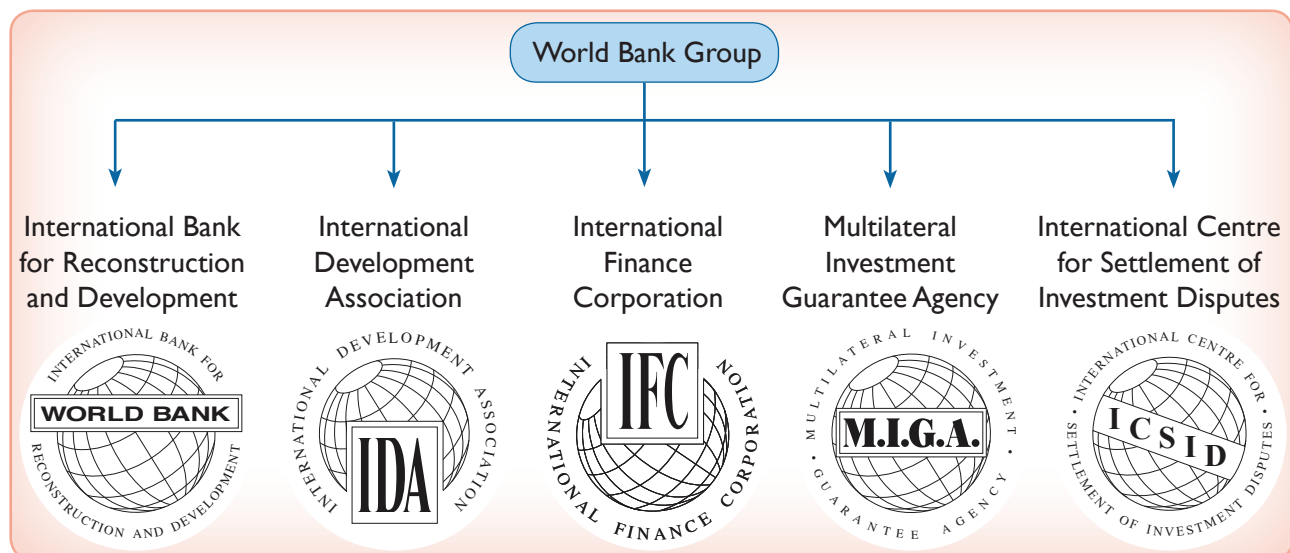 World Bank Group
International Bank
for Reconstruction
and Development
International
Development
Association
International
Finance
Corporation
Multilateral
Investment
Guarantee Agency
International Centre
for Settlement of
Investment Disputes
INTERNATIONAL BANK FOR
WORLD BANK
RECONSTRUCTION AND DEVELOPMENT
INTERNATIONAL DEVELOPMENT ASSOCIATION
IDA
IFC
INTERNATIONAL FINANCE CORPORATION
MULTILATERAL INVESTMENT
M.I.G.A.
• GUARANTEE AGENCY •
INTERNATIONAL CENTRE FOR
ICSID
• SETTLEMENT OF INVESTMENT DISPUTES •